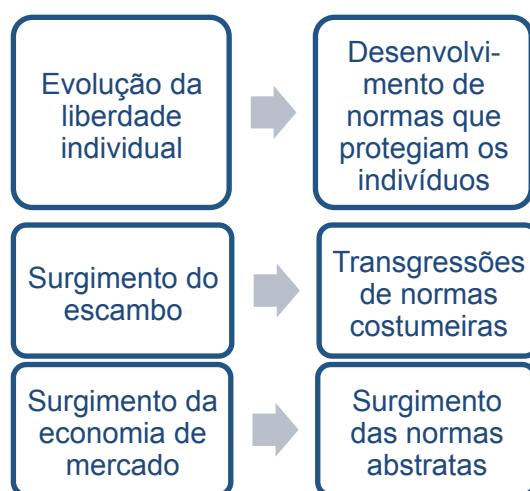 Evolução da
liberdade
individual
Desenvolvi-
mento de
normas que
protegiam os
indivíduos
Surgimento do
escambo
Transgressões
de normas
costumeiras
Surgimento da
economia de
mercado
Surgimento
das normas
abstratas